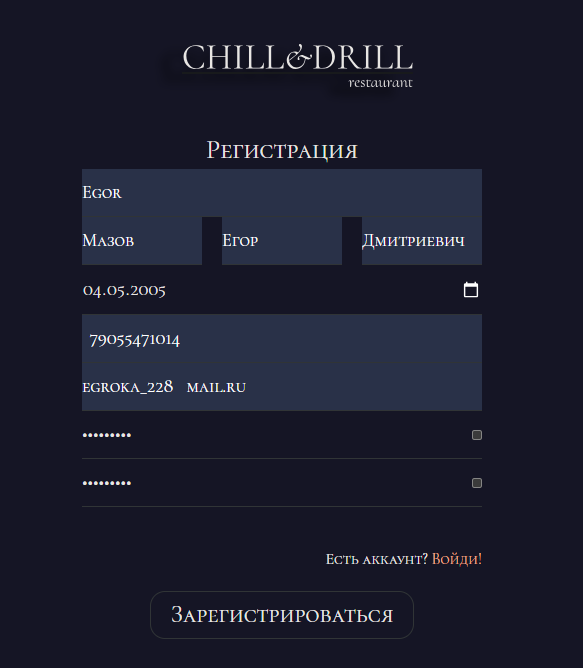 CHILL&DRILL
restaurant
Регистрация
Egor
Мазов Егор Дмитриевич
04.05.2005
79055471014
egroka_228 mail.ru
•••••••••
•••••••••
Есть аккаунт? Войди!
Зарегистрироваться